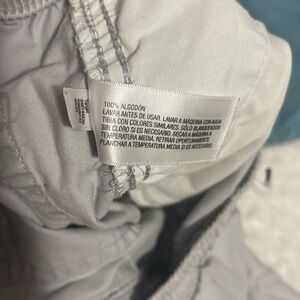 100% ALGODÓN
LAVAR ANTES DE USAR. LAVAR A MÁQUINA CON AGUA
TIBIA CON COLORES SIMILARES. SÓLO BLANQUEADOR
SIN CLORO SI ES NECESARIO. SECAR A MÁQUINA A
TEMPERATURA MEDIA. RETIRAR OPORTUNAMENTE.
PLANCHAR A TEMPERATURA MEDIA SI ES NECESARIO.